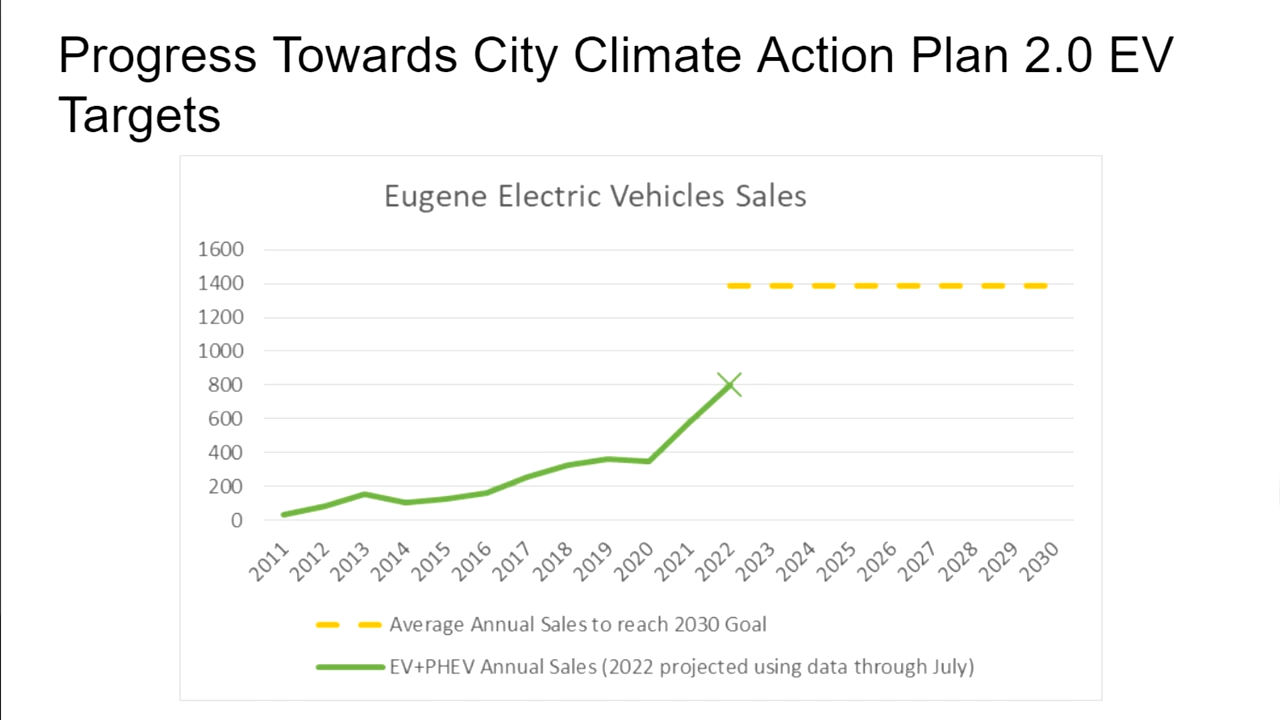 Progress Towards City Climate Action Plan 2.0 EV
Targets
Eugene Electric Vehicles Sales
1600
1400
1200
1000
800
600
400
200
0
2011 2012 2013 2014 2015 2016 2017 2018 2019 2020 2021 2022 2023 2024 2025 2026 2027 2028 2029 2030
Average Annual Sales to reach 2030 Goal
EV+PHEV Annual Sales (2022 projected using data through July)